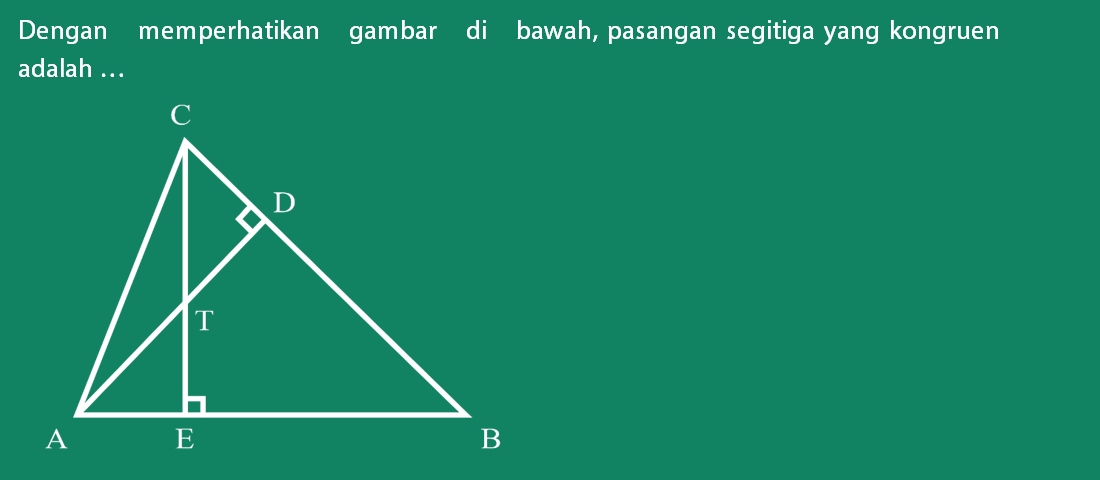 Dengan memperhatikan gambar di bawah, pasangan segitiga yang kongruen
adalah ...
C
D
T
A E B